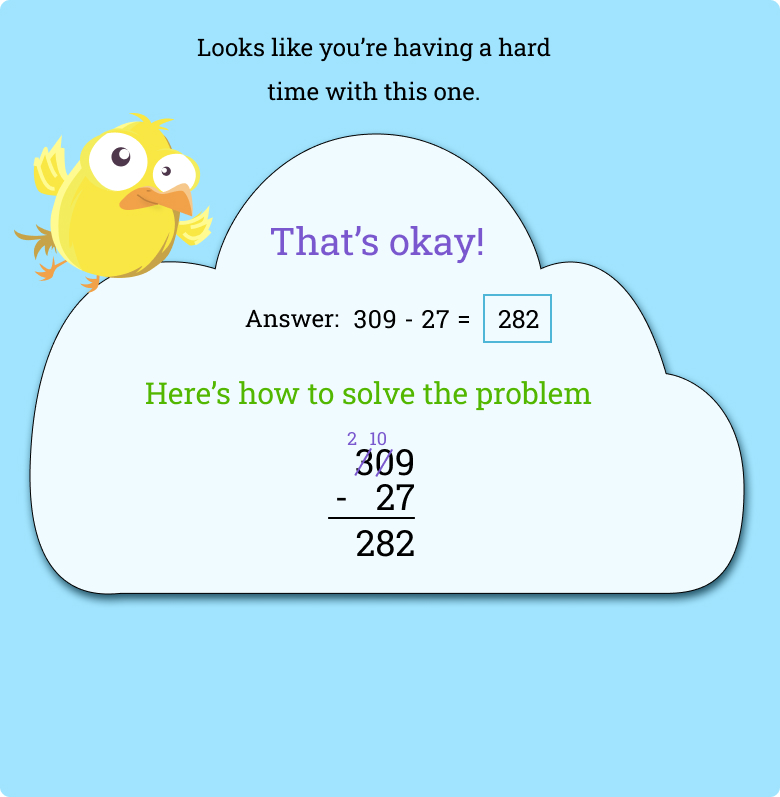 Looks like you’re having a hard
time with this one.
That’s okay!
Answer: 309 - 27 = 282
Here’s how to solve the problem
2 10
309
- 27
282